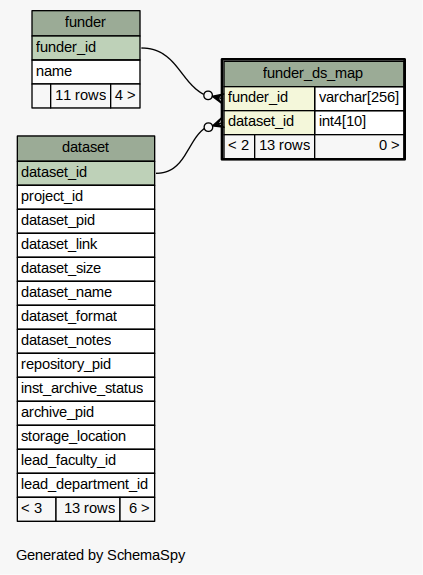 funder
funder_id
name
11 rows 4 >
funder_ds_map
funder_id varchar[256]
dataset_id int4[10]
< 2 13 rows 0 >
dataset
dataset_id
project_id
dataset_pid
dataset_link
dataset_size
dataset_name
dataset_format
dataset_notes
repository_pid
inst_archive_status
archive_pid
storage_location
lead_faculty_id
lead_department_id
< 3 13 rows 6 >
Generated by SchemaSpy